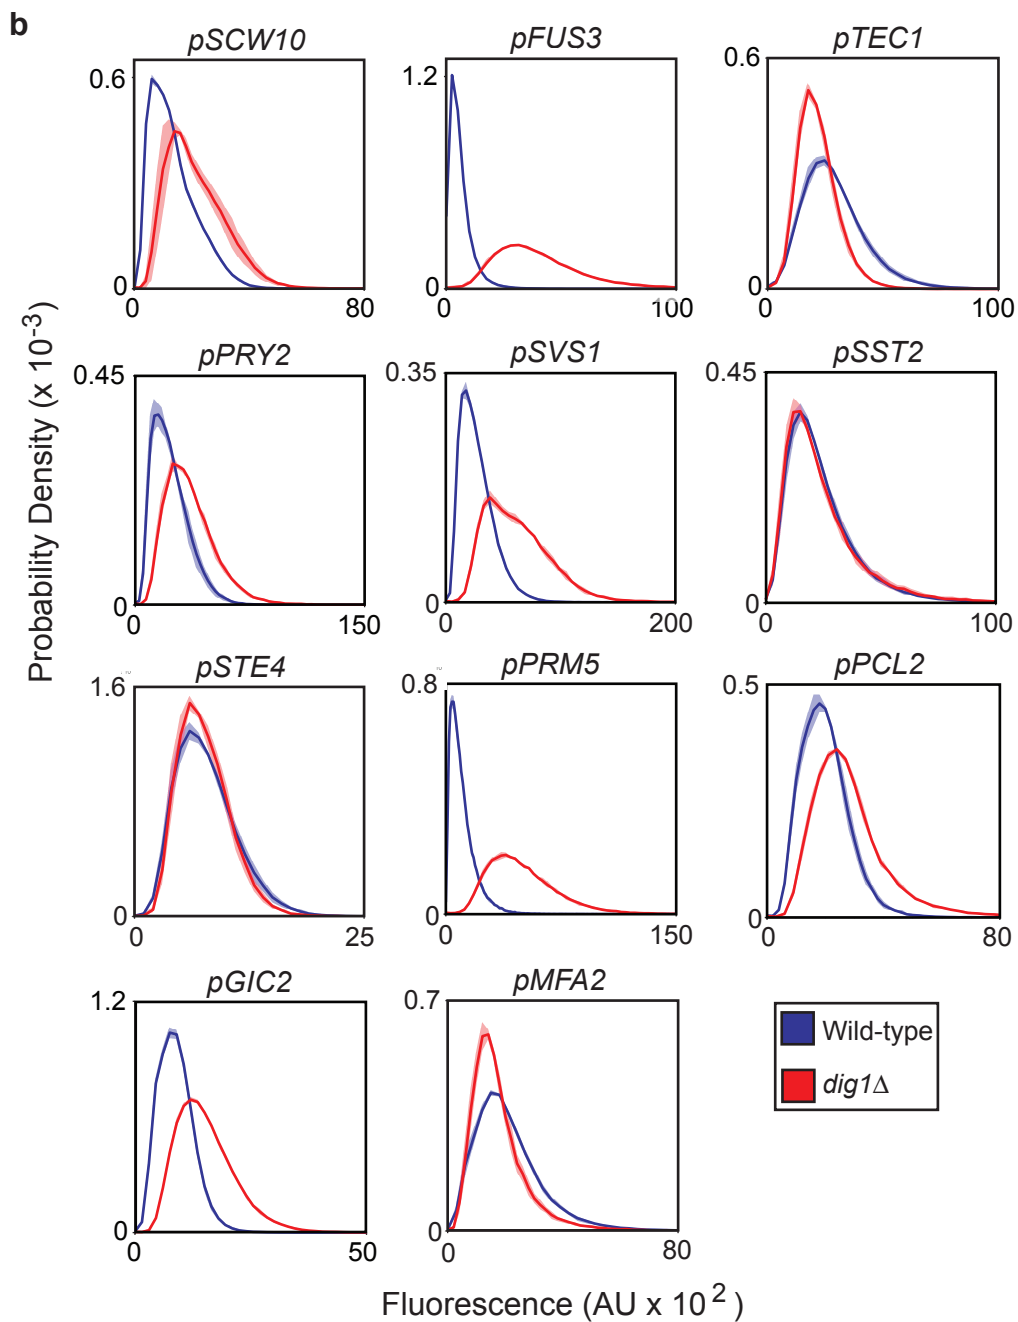 b
pSCW10
pFUS3
pTEC1
0.6
0
0
80
1.2
0
0
100
0.6
0
0
100
pPRY2
pSVS1
pSST2
0.45
0
0
150
0.35
0
0
200
0.45
0
0
100
pSTE4
pPRM5
pPCL2
1.6
0
0
25
0.8
0
0
150
0.5
0
0
80
pGIC2
pMFA2
1.2
0
0
50
0.7
0
0
80
Wild-type
dig1Δ
Probability Density (x 10⁻³)
Fluorescence (AU x 10²)